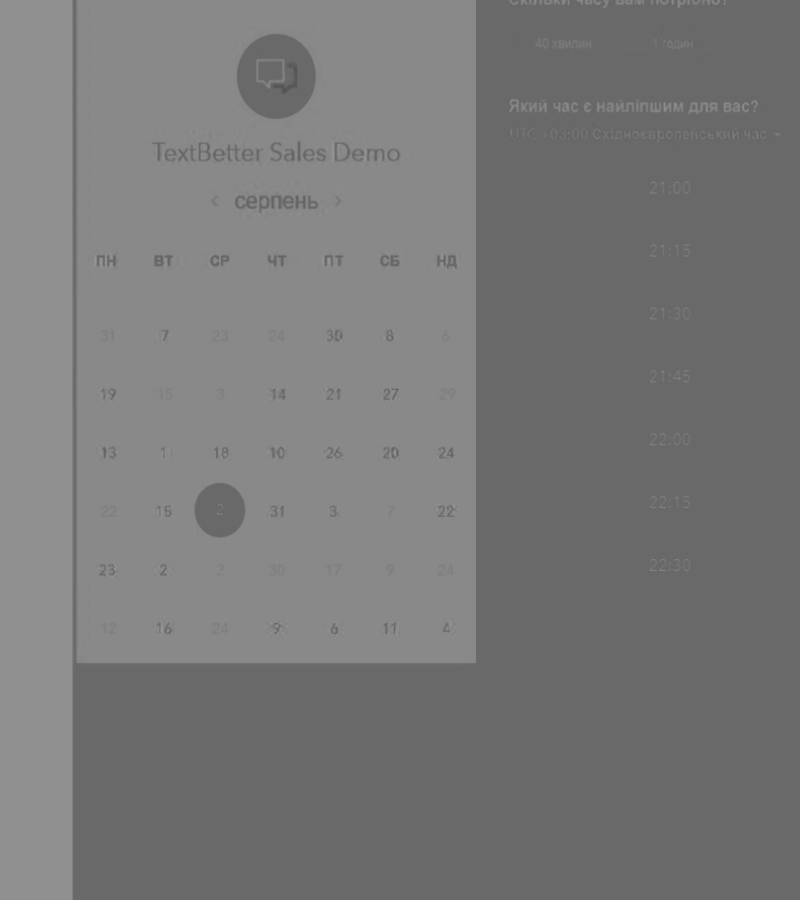 TextBetter Sales Demo
‹ серпень ›
ПН ВТ СР ЧТ ПТ СБ НД
31 7 23 24 30 8 6
19 15 3 14 21 27 29
13 1 18 10 26 20 24
22 15 2 31 3 7 22
23 2 2 30 17 9 24
12 16 24 9 6 11 4
Скільки часу вам потрібно?
40 хвилин 1 годин
Який час є найліпшим для вас?
UTC +03:00 Східноєвропейський час
21:00
21:15
21:30
21:45
22:00
22:15
22:30